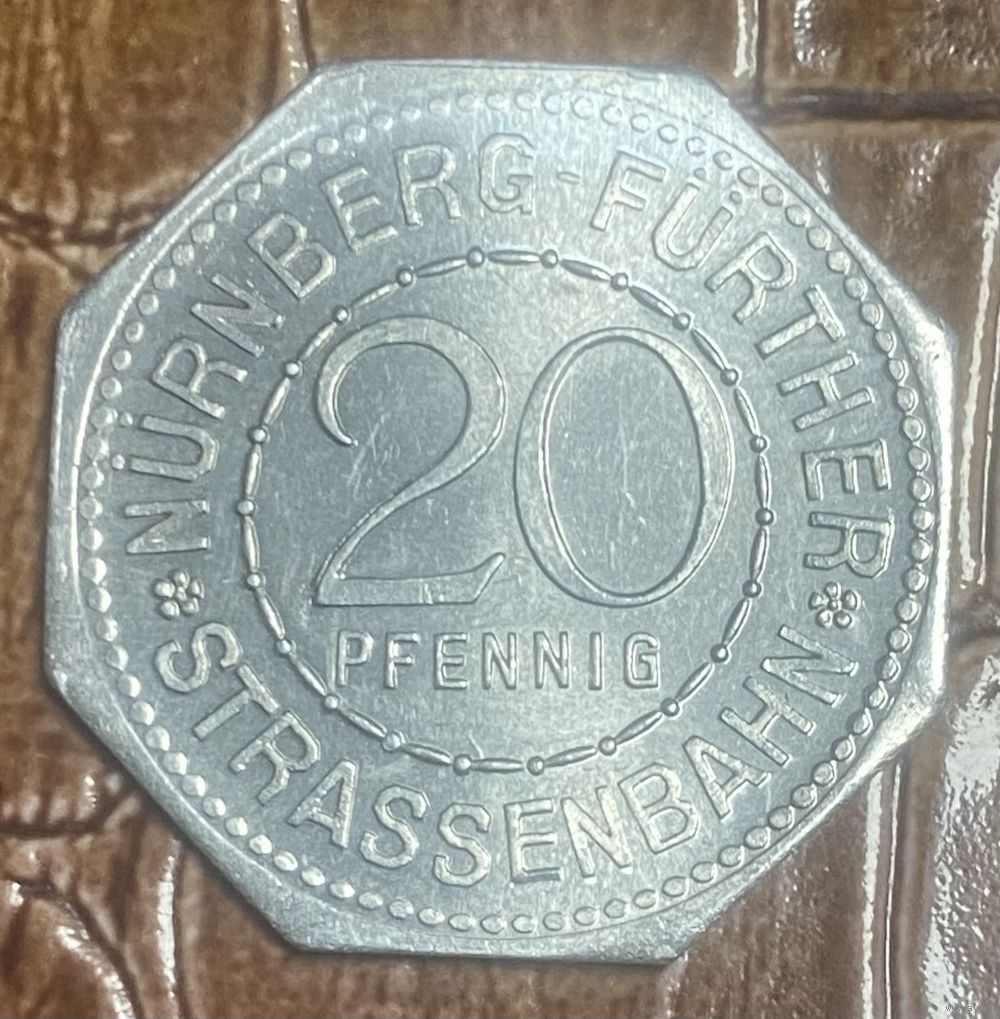 NÜRNBERG-FÜRTHER
20
PFENNIG
STRASSENBAHN